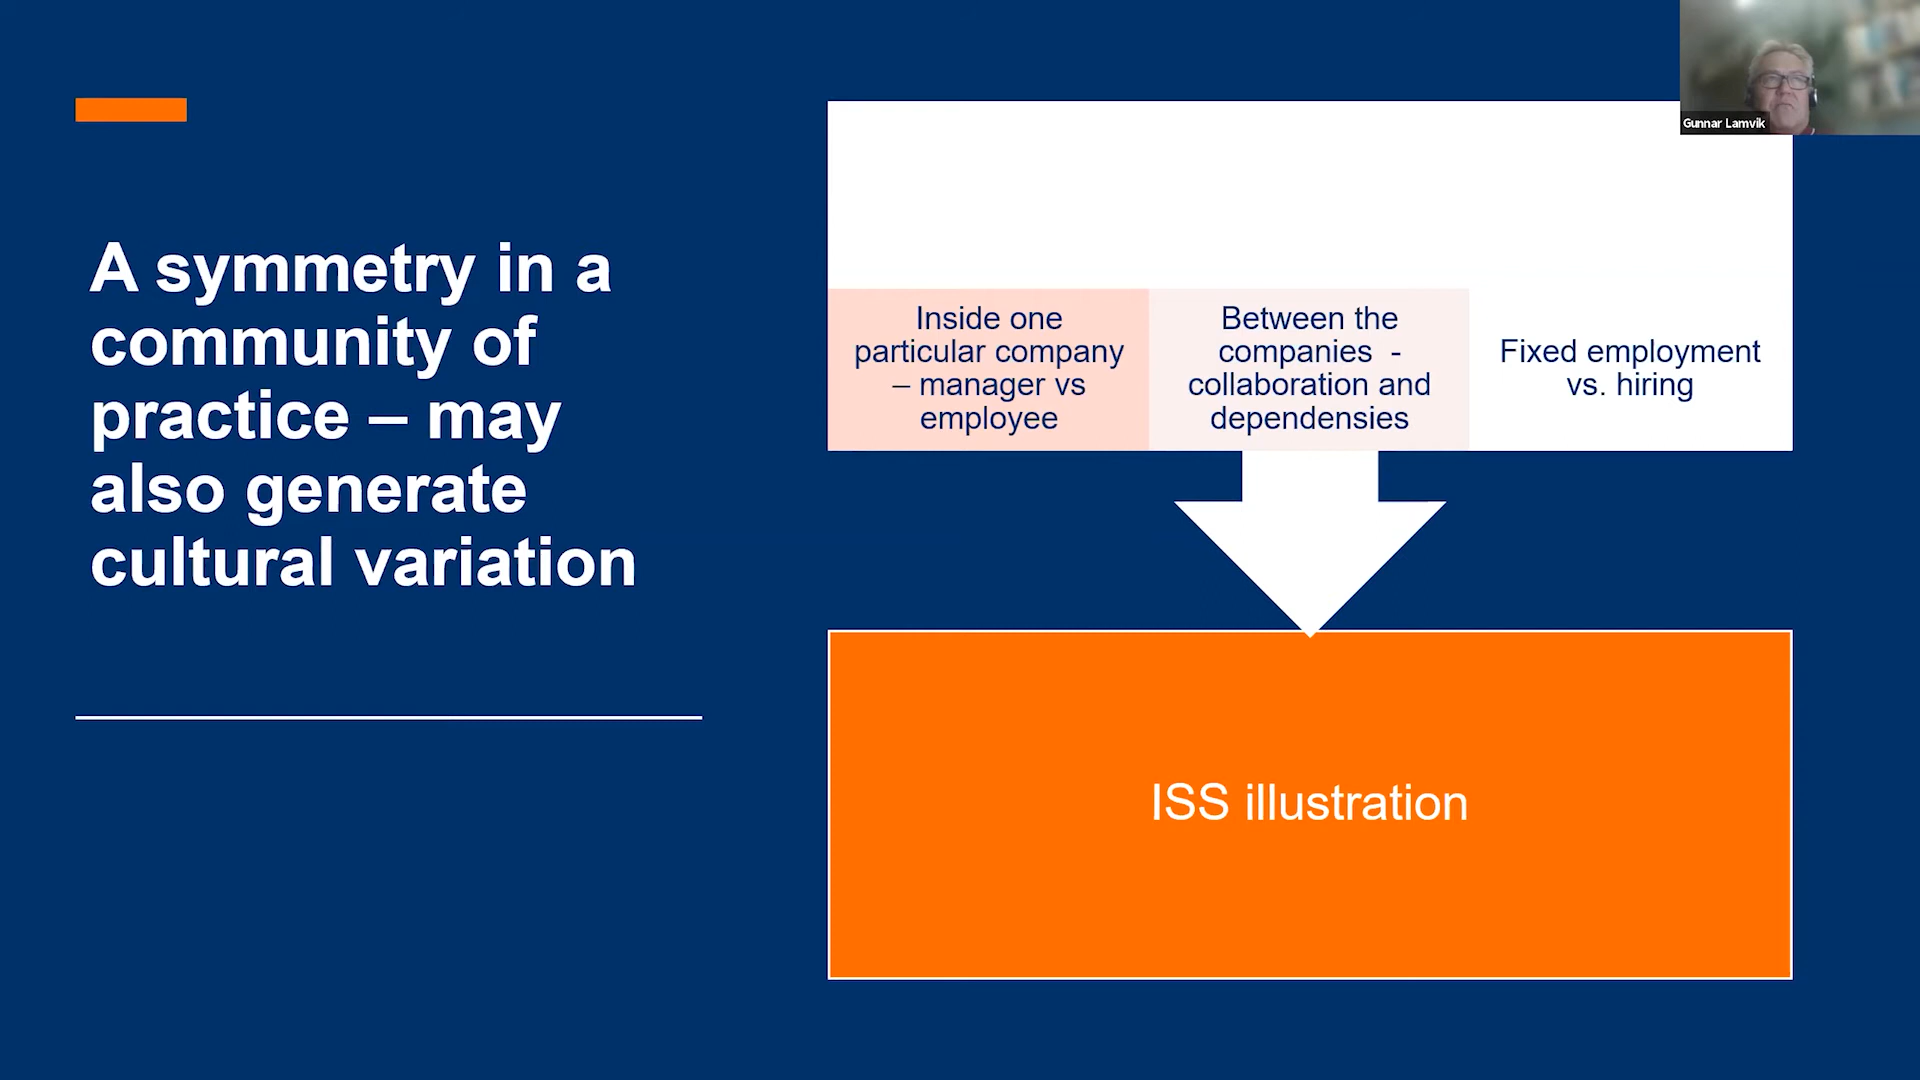 A symmetry in a
community of
practice – may
also generate
cultural variation
Inside one
particular company
– manager vs
employee
Between the
companies  -
collaboration and
dependensies
Fixed employment
vs. hiring
ISS illustration
Gunnar Lamvik